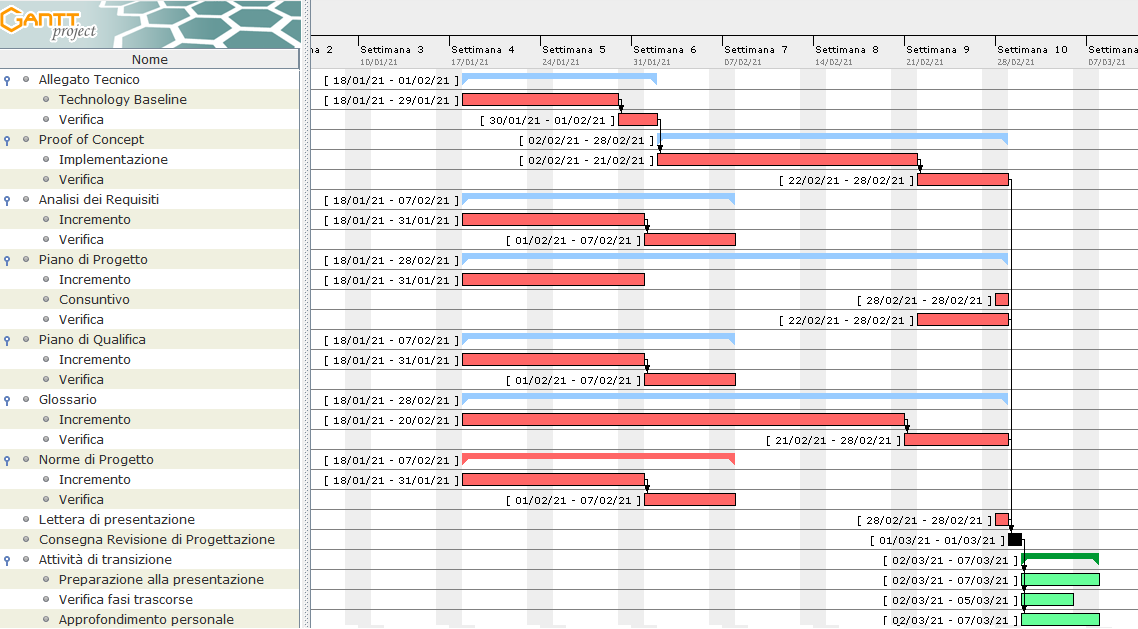 GANTT
project
na 2 Settimana 3 Settimana 4 Settimana 5 Settimana 6 Settimana 7 Settimana 8 Settimana 9 Settimana 10 Settimana
Nome
10/01/21 17/01/21 24/01/21 31/01/21 07/02/21 14/02/21 21/02/21 28/02/21 07/03/21
Allegato Tecnico [ 18/01/21 - 01/02/21 ]
Technology Baseline [ 18/01/21 - 29/01/21 ]
Verifica [ 30/01/21 - 01/02/21 ]
Proof of Concept [ 02/02/21 - 28/02/21 ]
Implementazione [ 02/02/21 - 21/02/21 ]
Verifica [ 22/02/21 - 28/02/21 ]
Analisi dei Requisiti [ 18/01/21 - 07/02/21 ]
Incremento [ 18/01/21 - 31/01/21 ]
Verifica [ 01/02/21 - 07/02/21 ]
Piano di Progetto [ 18/01/21 - 28/02/21 ]
Incremento [ 18/01/21 - 31/01/21 ]
Consuntivo [ 28/02/21 - 28/02/21 ]
Verifica [ 22/02/21 - 28/02/21 ]
Piano di Qualifica [ 18/01/21 - 07/02/21 ]
Incremento [ 18/01/21 - 31/01/21 ]
Verifica [ 01/02/21 - 07/02/21 ]
Glossario [ 18/01/21 - 28/02/21 ]
Incremento [ 18/01/21 - 20/02/21 ]
Verifica [ 21/02/21 - 28/02/21 ]
Norme di Progetto [ 18/01/21 - 07/02/21 ]
Incremento [ 18/01/21 - 31/01/21 ]
Verifica [ 01/02/21 - 07/02/21 ]
Lettera di presentazione [ 28/02/21 - 28/02/21 ]
Consegna Revisione di Progettazione [ 01/03/21 - 01/03/21 ]
Attività di transizione [ 02/03/21 - 07/03/21 ]
Preparazione alla presentazione [ 02/03/21 - 07/03/21 ]
Verifica fasi trascorse [ 02/03/21 - 05/03/21 ]
Approfondimento personale [ 02/03/21 - 07/03/21 ]